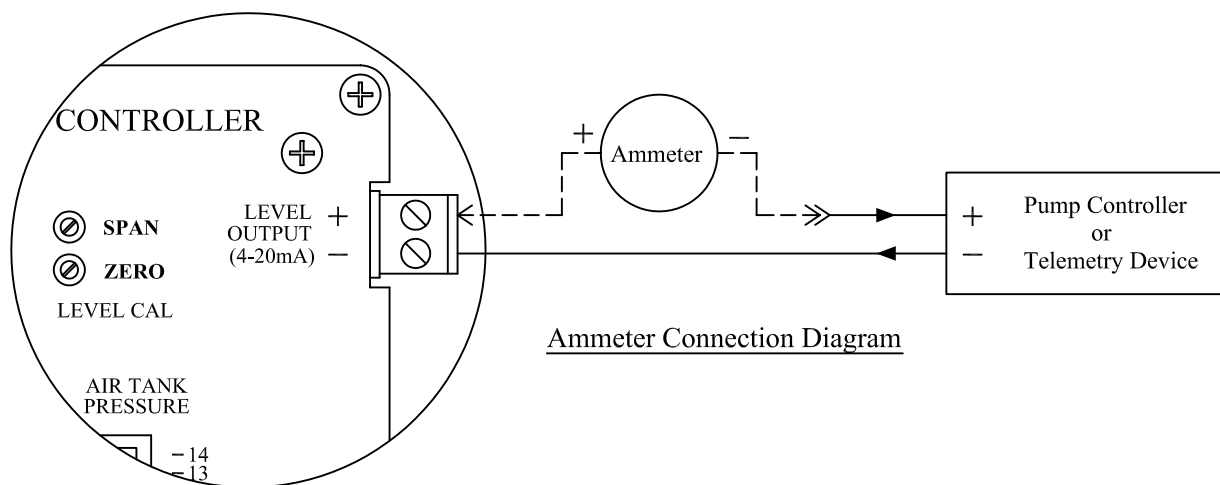 CONTROLLER
SPAN
ZERO
LEVEL CAL
LEVEL +
OUTPUT
(4-20mA) −
AIR TANK
PRESSURE
−14
−13
+ Ammeter −
+ Pump Controller
or
− Telemetry Device
Ammeter Connection Diagram